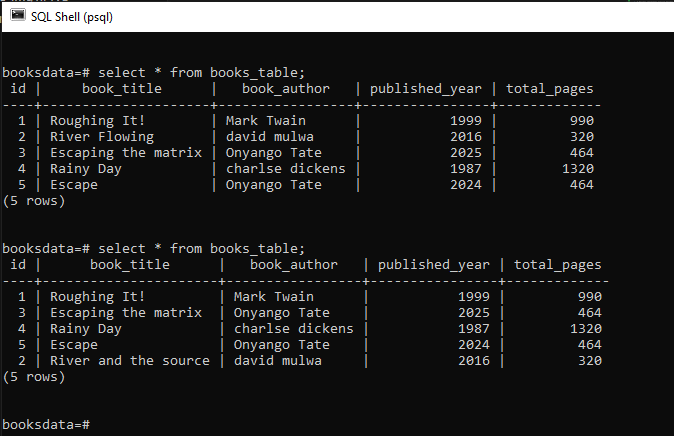 SQL Shell (psql)
booksdata=# select * from books_table;
 id |     book_title      |   book_author   | published_year | total_pages
----+---------------------+-----------------+----------------+-------------
  1 | Roughing It!        | Mark Twain      |           1999 |         990
  2 | River Flowing       | david mulwa     |           2016 |         320
  3 | Escaping the matrix | Onyango Tate    |           2025 |         464
  4 | Rainy Day           | charlse dickens |           1987 |        1320
  5 | Escape              | Onyango Tate    |           2024 |         464
(5 rows)
booksdata=# select * from books_table;
 id |      book_title      |   book_author   | published_year | total_pages
----+----------------------+-----------------+----------------+-------------
  1 | Roughing It!         | Mark Twain      |           1999 |         990
  3 | Escaping the matrix  | Onyango Tate    |           2025 |         464
  4 | Rainy Day            | charlse dickens |           1987 |        1320
  5 | Escape               | Onyango Tate    |           2024 |         464
  2 | River and the source | david mulwa     |           2016 |         320
(5 rows)
booksdata=#